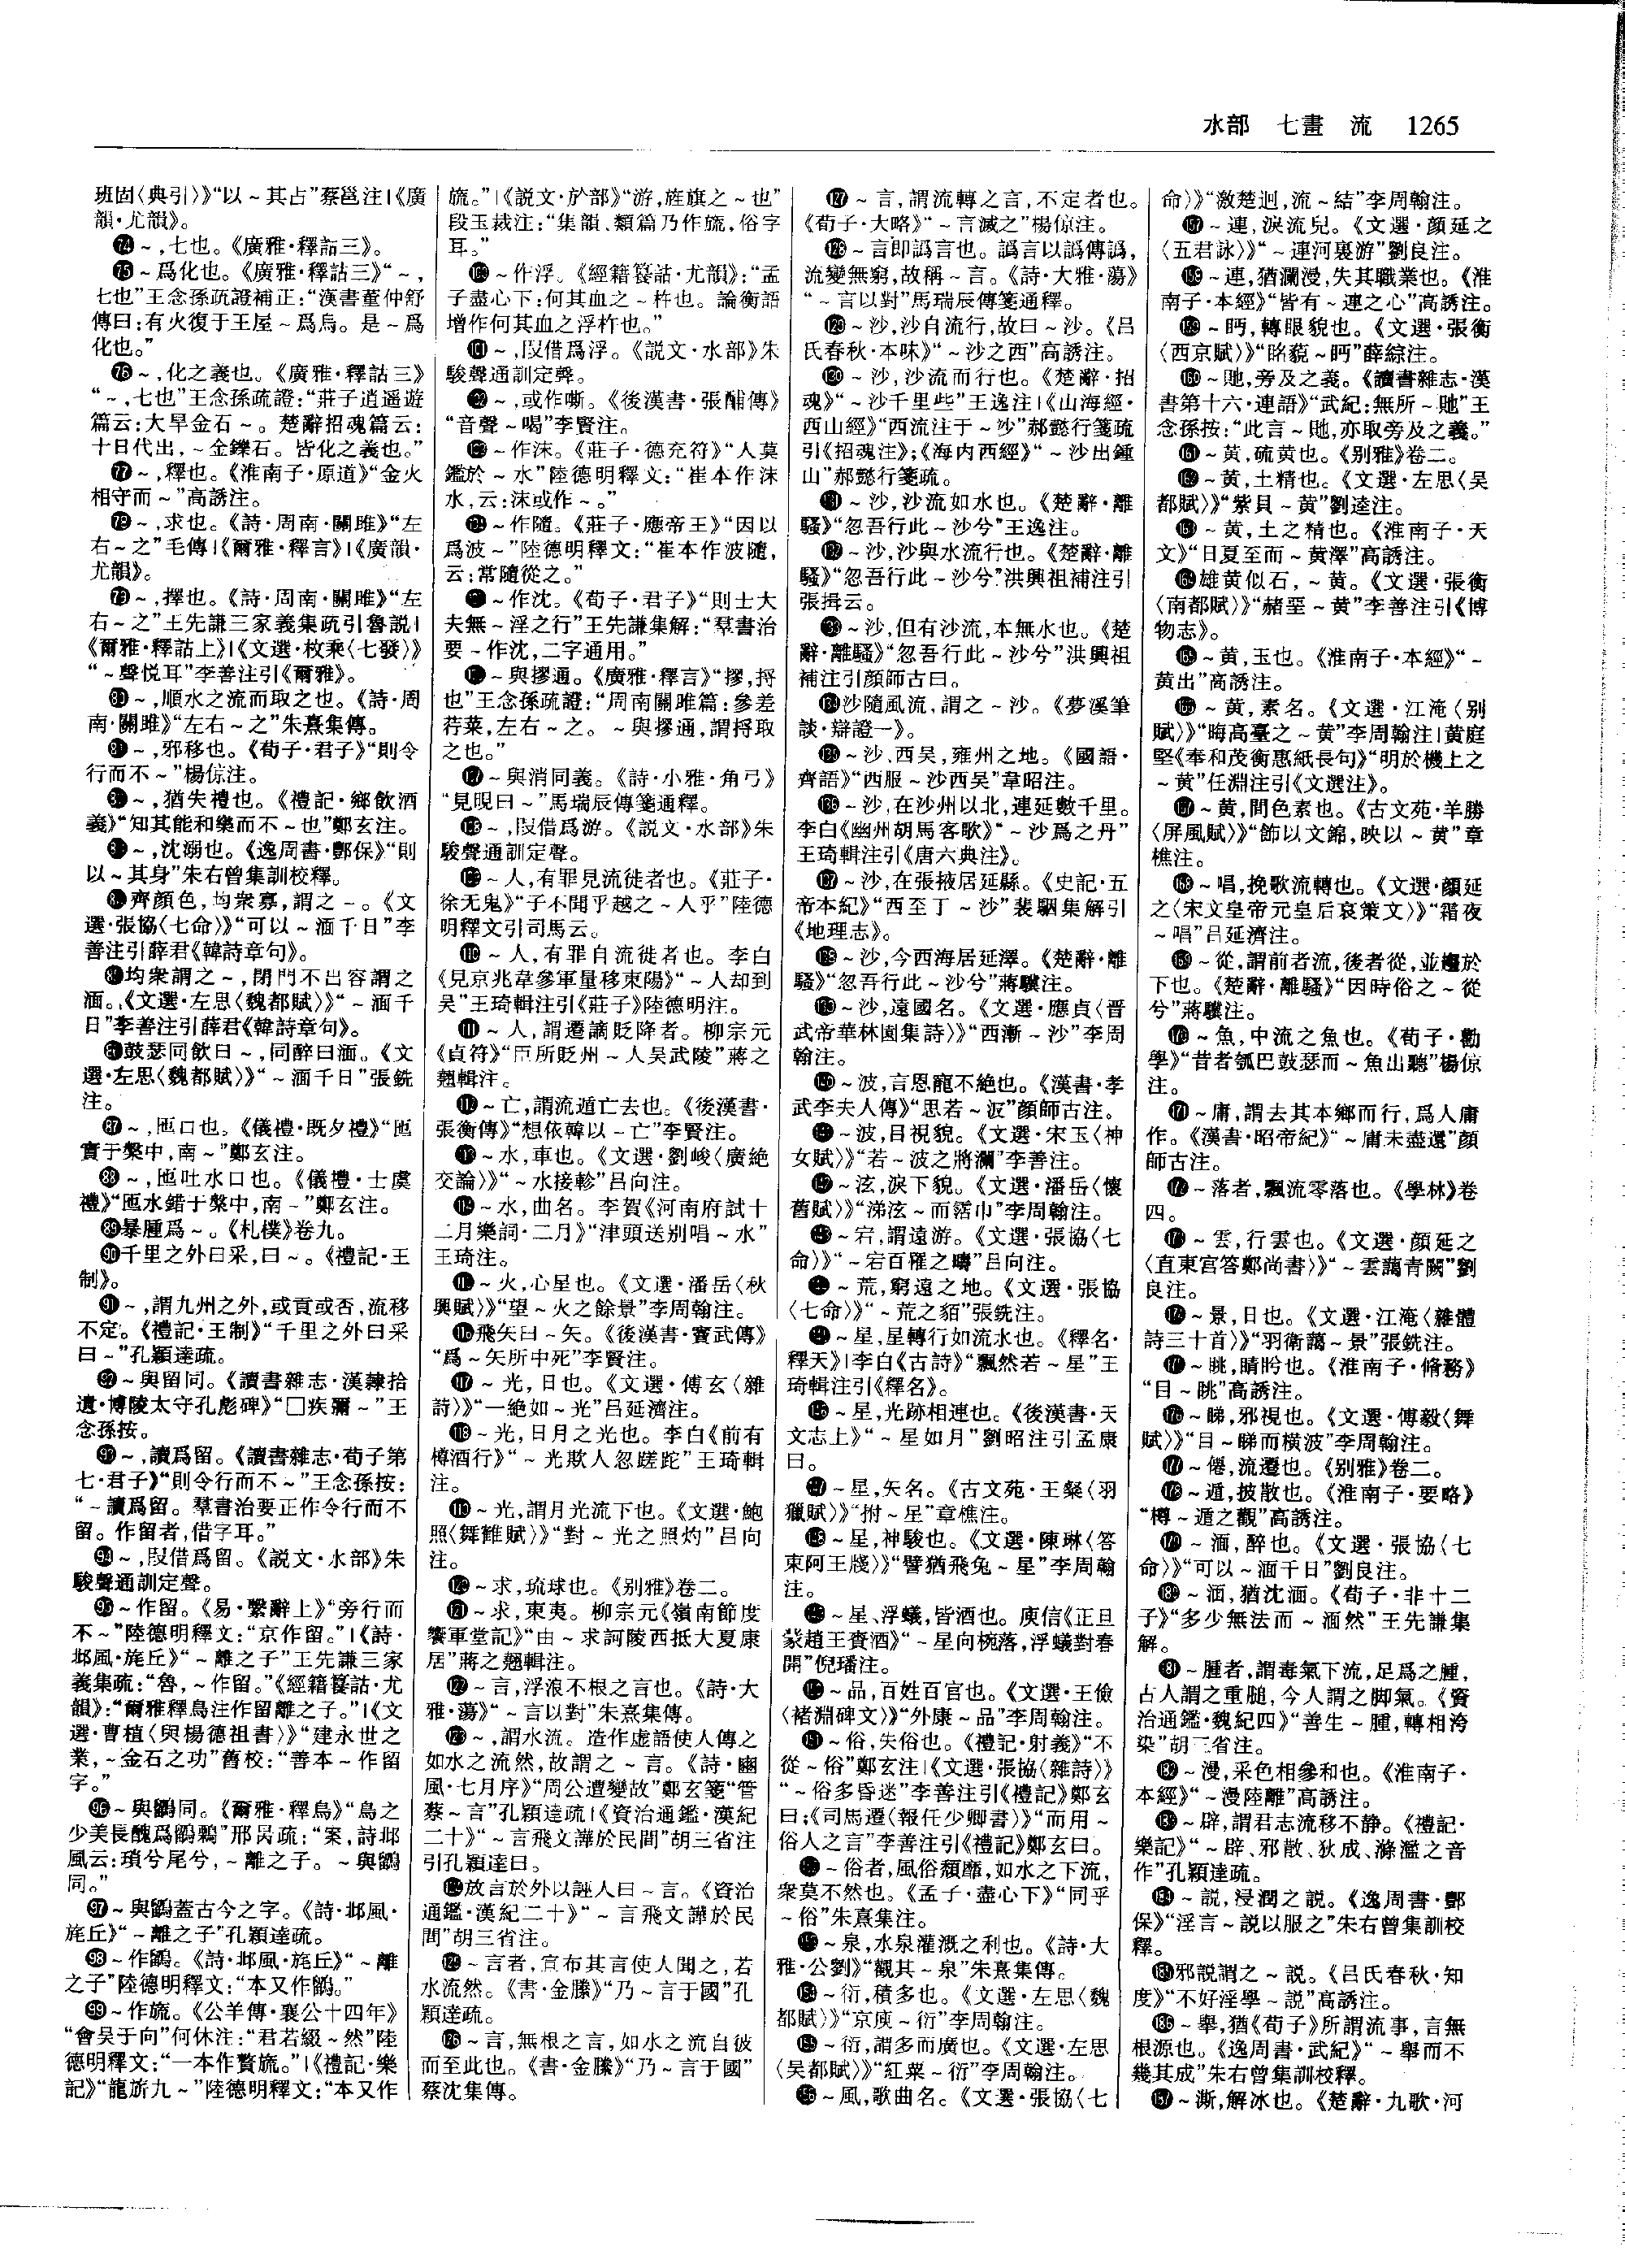 水部　七畫　流　1265
班固〈典引〉》“以～其占”蔡邕注|《廣
韻·尤韻》。
74～,七也。《廣雅·釋詁三》。
75～爲化也。《廣雅·釋詁三》“～,
七也”王念孫疏證補正:“漢書董仲舒
傳曰:有火復于王屋～爲烏。是～爲
化也。”
76～,化之義也。《廣雅·釋詁三》
“～,七也”王念孫疏證:“莊子逍遥遊
篇云:大旱金石～。楚辭招魂篇云:
十日代出,～金鑠石。皆化之義也。”
77～,釋也。《淮南子·原道》“金火
相守而～”高誘注。
78～,求也。《詩·周南·關雎》“左
右～之”毛傳|《爾雅·釋言》|《廣韻·
尤韻》。
79～,擇也。《詩·周南·關雎》“左
右～之”王先謙三家義集疏引魯説|
《爾雅·釋詁上》|《文選·枚乘〈七發〉》
“～聲悦耳”李善注引《爾雅》。
80～,順水之流而取之也。《詩·周
南·關雎》“左右～之”朱熹集傳。
81～,邪移也。《荀子·君子》“則令
行而不～”楊倞注。
82～,猶失禮也。《禮記·鄉飲酒
義》“知其能和樂而不～也”鄭玄注。
83～,沈溺也。《逸周書·酆保》“則
以～其身”朱右曾集訓校釋。
84齊顔色,均衆寡,謂之～。《文
選·張協〈七命〉》“可以～湎千日”李
善注引薛君《韓詩章句》。
85均衆謂之～,閉門不出容謂之
湎。《文選·左思〈魏都賦〉》“～湎千
日”李善注引薛君《韓詩章句》。
86鼓瑟同飲曰～,同醉曰湎。《文
選·左思〈魏都賦〉》“～湎千日”張銑
注。
87～,匜口也。《儀禮·既夕禮》“匜
實于槃中,南～”鄭玄注。
88～,匜吐水口也。《儀禮·士虞
禮》“匜水錯于槃中,南～”鄭玄注。
89暴腫爲～。《札樸》卷九。
90千里之外曰采,曰～。《禮記·王
制》。
91～,謂九州之外,或貢或否,流移
不定。《禮記·王制》“千里之外曰采
曰～”孔穎達疏。
92～與留同。《讀書雜志·漢隸拾
遺·博陵太守孔彪碑》“□疾彌～”王
念孫按。
93～,讀爲留。《讀書雜志·荀子第
七·君子》“則令行而不～”王念孫按:
“～讀爲留。羣書治要正作令行而不
留。作留者,借字耳。”
94～,叚借爲留。《説文·水部》朱
駿聲通訓定聲。
95～作留。《易·繫辭上》“旁行而
不～”陸德明釋文:“京作留。”|《詩·
邶風·旄丘》“～離之子”王先謙三家
義集疏:“魯,～作留。”《經籍籑詁·尤
韻》:“爾雅釋鳥注作留離之子。”|《文
選·曹植〈與楊德祖書〉》“建永世之
業,～金石之功”舊校:“善本～作留
字。”
96～與鶹同。《爾雅·釋鳥》“鳥之
少美長醜爲鶹鷅”邢昺疏:“案,詩邶
風云:瑣兮尾兮,～離之子。～與鶹
同。”
97～與鶹蓋古今之字。《詩·邶風·
旄丘》“～離之子”孔穎達疏。
98～作鶹。《詩·邶風·旄丘》“～離
之子”陸德明釋文:“本又作鶹。”
99～作旒。《公羊傳·襄公十四年》
“會吴于向”何休注:“君若綴～然”陸
德明釋文:“一本作贅旒。”|《禮記·樂
記》“龍旂九～”陸德明釋文:“本又作
旒。”|《説文·㫃部》“游,旌旗之～也”
段玉裁注:“集韻、類篇乃作旒,俗字
耳。”
100～作浮。《經籍籑詁·尤韻》:“孟
子盡心下:何其血之～杵也。論衡語
增作何其血之浮杵也。”
101～,叚借爲浮。《説文·水部》朱
駿聲通訓定聲。
102～,或作嘶。《後漢書·張酺傳》
“音聲～喝”李賢注。
103～作沫。《莊子·德充符》“人莫
鑑於～水”陸德明釋文:“崔本作沫
水,云:沫或作～。”
104～作隨。《莊子·應帝王》“因以
爲波～”陸德明釋文:“崔本作波隨,
云:常隨從之。”
105～作沈。《荀子·君子》“則士大
夫無～淫之行”王先謙集解:“羣書治
要～作沈,二字通用。”
106～與摎通。《廣雅·釋言》“摎,捋
也”王念孫疏證:“周南關雎篇:參差
荇菜,左右～之。～與摎通,謂捋取
之也。”
107～與消同義。《詩·小雅·角弓》
“見晛曰～”馬瑞辰傳箋通釋。
108～,叚借爲游。《説文·水部》朱
駿聲通訓定聲。
109～人,有罪見流徙者也。《莊子·
徐无鬼》“子不聞乎越之～人乎”陸德
明釋文引司馬云。
110～人,有罪自流徙者也。李白
《見京兆韋參軍量移東陽》“～人却到
吴”王琦輯注引《莊子》陸德明注。
111～人,謂遷謫貶降者。柳宗元
《貞符》“臣所貶州～人吴武陵”蔣之
翹輯注。
112～亡,謂流遁亡去也。《後漢書·
張衡傳》“想依韓以～亡”李賢注。
113～水,車也。《文選·劉峻〈廣絶
交論〉》“～水接軫”吕向注。
114～水,曲名。李賀《河南府試十
二月樂詞·二月》“津頭送别唱～水”
王琦注。
115～火,心星也。《文選·潘岳〈秋
興賦〉》“望～火之餘景”李周翰注。
116飛矢曰～矢。《後漢書·竇武傳》
“爲～矢所中死”李賢注。
117～光,日也。《文選·傅玄〈雜
詩〉》“一絶如～光”吕延濟注。
118～光,日月之光也。李白《前有
樽酒行》“～光欺人忽蹉跎”王琦輯
注。
119～光,謂月光流下也。《文選·鮑
照〈舞鶴賦〉》“對～光之照灼”吕向
注。
120～求,琉球也。《别雅》卷二。
121～求,東夷。柳宗元《嶺南節度
饗軍堂記》“由～求訶陵西抵大夏康
居”蔣之翹輯注。
122～言,浮浪不根之言也。《詩·大
雅·蕩》“～言以對”朱熹集傳。
123～,謂水流。造作虚語使人傳之
如水之流然,故謂之～言。《詩·豳
風·七月序》“周公遭變故”鄭玄箋“管
蔡～言”孔穎達疏|《資治通鑑·漢紀
二十》“～言飛文譁於民間”胡三省注
引孔穎達曰。
124放言於外以誣人曰～言。《資治
通鑑·漢紀二十》“～言飛文譁於民
間”胡三省注。
125～言者,宣布其言使人聞之,若
水流然。《書·金縢》“乃～言于國”孔
穎達疏。
126～言,無根之言,如水之流自彼
而至此也。《書·金縢》“乃～言于國”
蔡沈集傳。
127～言,謂流轉之言,不定者也。
《荀子·大略》“～言滅之”楊倞注。
128～言即譌言也。譌言以譌傳譌,
流變無窮,故稱～言。《詩·大雅·蕩》
“～言以對”馬瑞辰傳箋通釋。
129～沙,沙自流行,故曰～沙。《吕
氏春秋·本味》“～沙之西”高誘注。
130～沙,沙流而行也。《楚辭·招
魂》“～沙千里些”王逸注|《山海經·
西山經》“西流注于～沙”郝懿行箋疏
引《招魂注》;《海内西經》“～沙出鍾
山”郝懿行箋疏。
131～沙,沙流如水也。《楚辭·離
騷》“忽吾行此～沙兮”王逸注。
132～沙,沙與水流行也。《楚辭·離
騷》“忽吾行此～沙兮”洪興祖補注引
張揖云。
133～沙,但有沙流,本無水也。《楚
辭·離騷》“忽吾行此～沙兮”洪興祖
補注引顔師古曰。
134沙隨風流,謂之～沙。《夢溪筆
談·辯證一》。
135～沙、西吴,雍州之地。《國語·
齊語》“西服～沙西吴”韋昭注。
136～沙,在沙州以北,連延數千里。
李白《幽州胡馬客歌》“～沙爲之丹”
王琦輯注引《唐六典注》。
137～沙,在張掖居延縣。《史記·五
帝本紀》“西至于～沙”裴駰集解引
《地理志》。
138～沙,今西海居延澤。《楚辭·離
騷》“忽吾行此～沙兮”蔣驥注。
139～沙,遠國名。《文選·應貞〈晋
武帝華林園集詩〉》“西漸～沙”李周
翰注。
140～波,言恩寵不絶也。《漢書·孝
武李夫人傳》“思若～波”顔師古注。
141～波,目視貌。《文選·宋玉〈神
女賦〉》“若～波之將瀾”李善注。
142～泫,淚下貌。《文選·潘岳〈懷
舊賦〉》“涕泫～而霑巾”李周翰注。
143～宕,謂遠游。《文選·張協〈七
命〉》“～宕百罹之疇”吕向注。
144～荒,窮遠之地。《文選·張協
〈七命〉》“～荒之貊”張銑注。
145～星,星轉行如流水也。《釋名·
釋天》|李白《古詩》“飄然若～星”王
琦輯注引《釋名》。
146～星,光跡相連也。《後漢書·天
文志上》“～星如月”劉昭注引孟康
曰。
147～星,矢名。《古文苑·王粲〈羽
獵賦〉》“拊～星”章樵注。
148～星,神駿也。《文選·陳琳〈答
東阿王牋〉》“譬猶飛兔～星”李周翰
注。
149～星、浮蟻,皆酒也。庾信《正旦
蒙趙王賚酒》“～星向椀落,浮蟻對春
開”倪璠注。
150～品,百姓百官也。《文選·王儉
〈褚淵碑文〉》“外康～品”李周翰注。
151～俗,失俗也。《禮記·射義》“不
從～俗”鄭玄注|《文選·張協〈雜詩〉》
“～俗多昏迷”李善注引《禮記》鄭玄
曰;《司馬遷〈報任少卿書〉》“而用～
俗人之言”李善注引《禮記》鄭玄曰。
152～俗者,風俗頹靡,如水之下流,
衆莫不然也。《孟子·盡心下》“同乎
～俗”朱熹集注。
153～泉,水泉灌溉之利也。《詩·大
雅·公劉》“觀其～泉”朱熹集傳。
154～衍,積多也。《文選·左思〈魏
都賦〉》“京庾～衍”李周翰注。
155～衍,謂多而廣也。《文選·左思
〈吴都賦〉》“紅粟～衍”李周翰注。
156～風,歌曲名。《文選·張協〈七
命〉》“激楚迴,流～結”李周翰注。
157～連,淚流皃。《文選·顔延之
〈五君詠〉》“～連河裏游”劉良注。
158～連,猶瀾漫,失其職業也。《淮
南子·本經》“皆有～連之心”高誘注。
159～眄,轉眼貌也。《文選·張衡
〈西京賦〉》“眳藐～眄”薛綜注。
160～貤,旁及之義。《讀書雜志·漢
書第十六·連語》“武紀:無所～貤”王
念孫按:“此言～貤,亦取旁及之義。”
161～黄,硫黄也。《别雅》卷二。
162～黄,土精也。《文選·左思〈吴
都賦〉》“紫貝～黄”劉逵注。
163～黄,土之精也。《淮南子·天
文》“日夏至而～黄澤”高誘注。
164雄黄似石,～黄。《文選·張衡
〈南都賦〉》“赭堊～黄”李善注引《博
物志》。
165～黄,玉也。《淮南子·本經》“～
黄出”高誘注。
166～黄,素名。《文選·江淹〈别
賦〉》“晦高臺之～黄”李周翰注|黄庭
堅《奉和茂衡惠紙長句》“明於機上之
～黄”任淵注引《文選注》。
167～黄,間色素也。《古文苑·羊勝
〈屏風賦〉》“飾以文錦,映以～黄”章
樵注。
168～唱,挽歌流轉也。《文選·顔延
之〈宋文皇帝元皇后哀策文〉》“霜夜
～唱”吕延濟注。
169～從,謂前者流,後者從,並趨於
下也。《楚辭·離騷》“因時俗之～從
兮”蔣驥注。
170～魚,中流之魚也。《荀子·勸
學》“昔者瓠巴鼓瑟而～魚出聽”楊倞
注。
171～庸,謂去其本鄉而行,爲人庸
作。《漢書·昭帝紀》“～庸未盡還”顔
師古注。
172～落者,飄流零落也。《學林》卷
四。
173～雲,行雲也。《文選·顔延之
〈直東宫答鄭尚書〉》“～雲藹青闕”劉
良注。
174～景,日也。《文選·江淹〈雜體
詩三十首〉》“羽衛藹～景”張銑注。
175～眺,睛盻也。《淮南子·脩務》
“目～眺”高誘注。
176～睇,邪視也。《文選·傅毅〈舞
賦〉》“目～睇而横波”李周翰注。
177～僊,流遷也。《别雅》卷二。
178～遁,披散也。《淮南子·要略》
“樽～遁之觀”高誘注。
179～湎,醉也。《文選·張協〈七
命〉》“可以～湎千日”劉良注。
180～湎,猶沈湎。《荀子·非十二
子》“多少無法而～湎然”王先謙集
解。
181～腫者,謂毒氣下流,足爲之腫,
古人謂之重膇,今人謂之脚氣。《資
治通鑑·魏紀四》“善生～腫,轉相洿
染”胡三省注。
182～漫,采色相參和也。《淮南子·
本經》“～漫陸離”高誘注。
183～辟,謂君志流移不静。《禮記·
樂記》“～辟、邪散、狄成、滌濫之音
作”孔穎達疏。
184～説,浸潤之説。《逸周書·酆
保》“淫言～説以服之”朱右曾集訓校
釋。
185邪説謂之～説。《吕氏春秋·知
度》“不好淫學～説”高誘注。
186～舉,猶《荀子》所謂流事,言無
根源也。《逸周書·武紀》“～舉而不
幾其成”朱右曾集訓校釋。
187～澌,解冰也。《楚辭·九歌·河